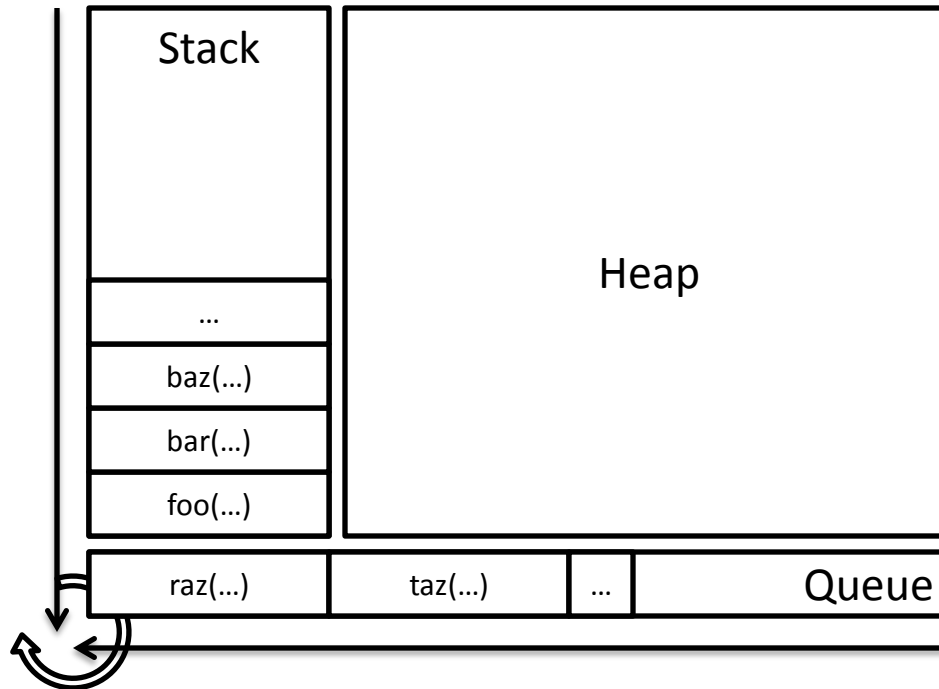 Stack
Heap
…
baz(…)
bar(…)
foo(…)
raz(…) taz(…) … Queue